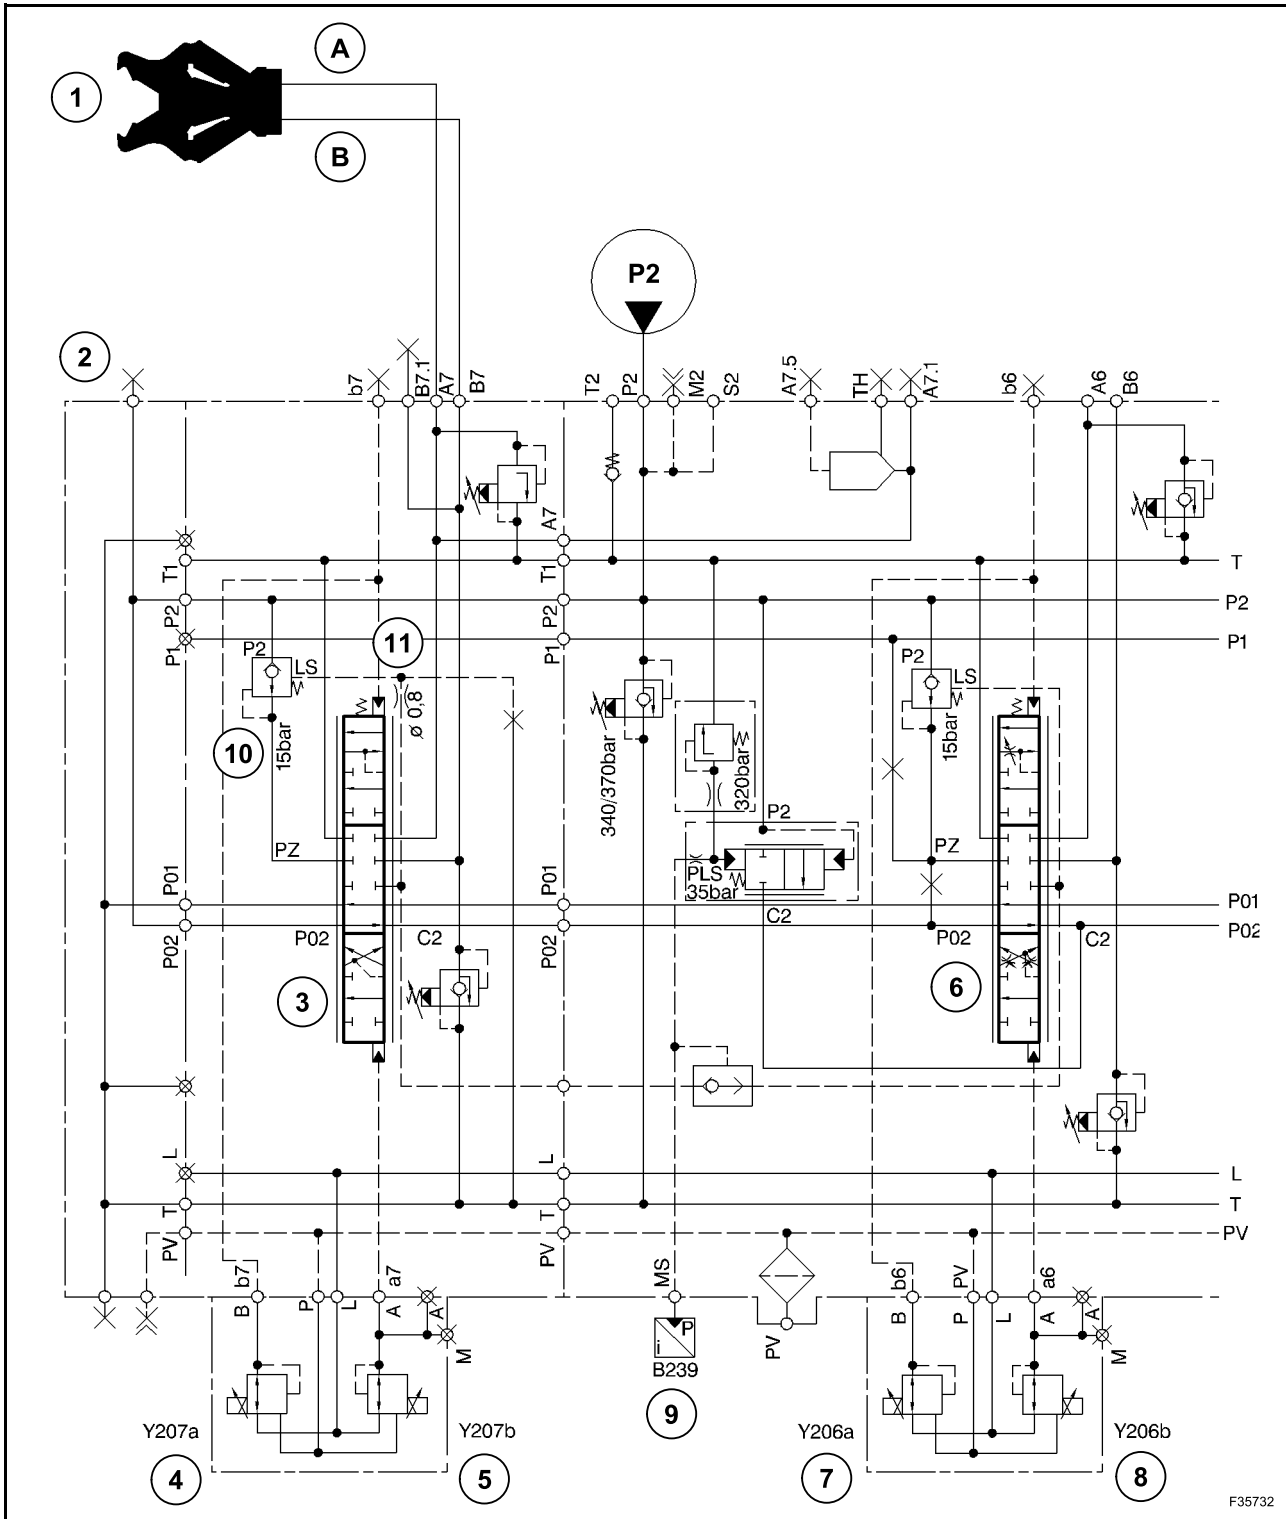 A
1
B
P2
2
b7
B7.1
A7
B7
T2
P2
M2
S2
A7.5
TH
A7.1
b6
A6
B6
A7
T1
T1
T
P2
P2
P2
P1
P1
P1
11
P2
LS
P2
LS
ø 0,8
10
15bar
340/370bar
320bar
15bar
P2
PZ
PLS
35bar
PZ
P01
P01
P01
C2
P02
P02
P02
C2
P02
P02
C2
3
6
L
L
L
T
T
T
PV
PV
PV
b7
a7
MS
b6
PV
a6
B
P
L
A
A
M
P
i
B239
PV
B
P
L
A
A
M
9
Y207a
Y207b
Y206a
Y206b
4
5
7
8
F35732